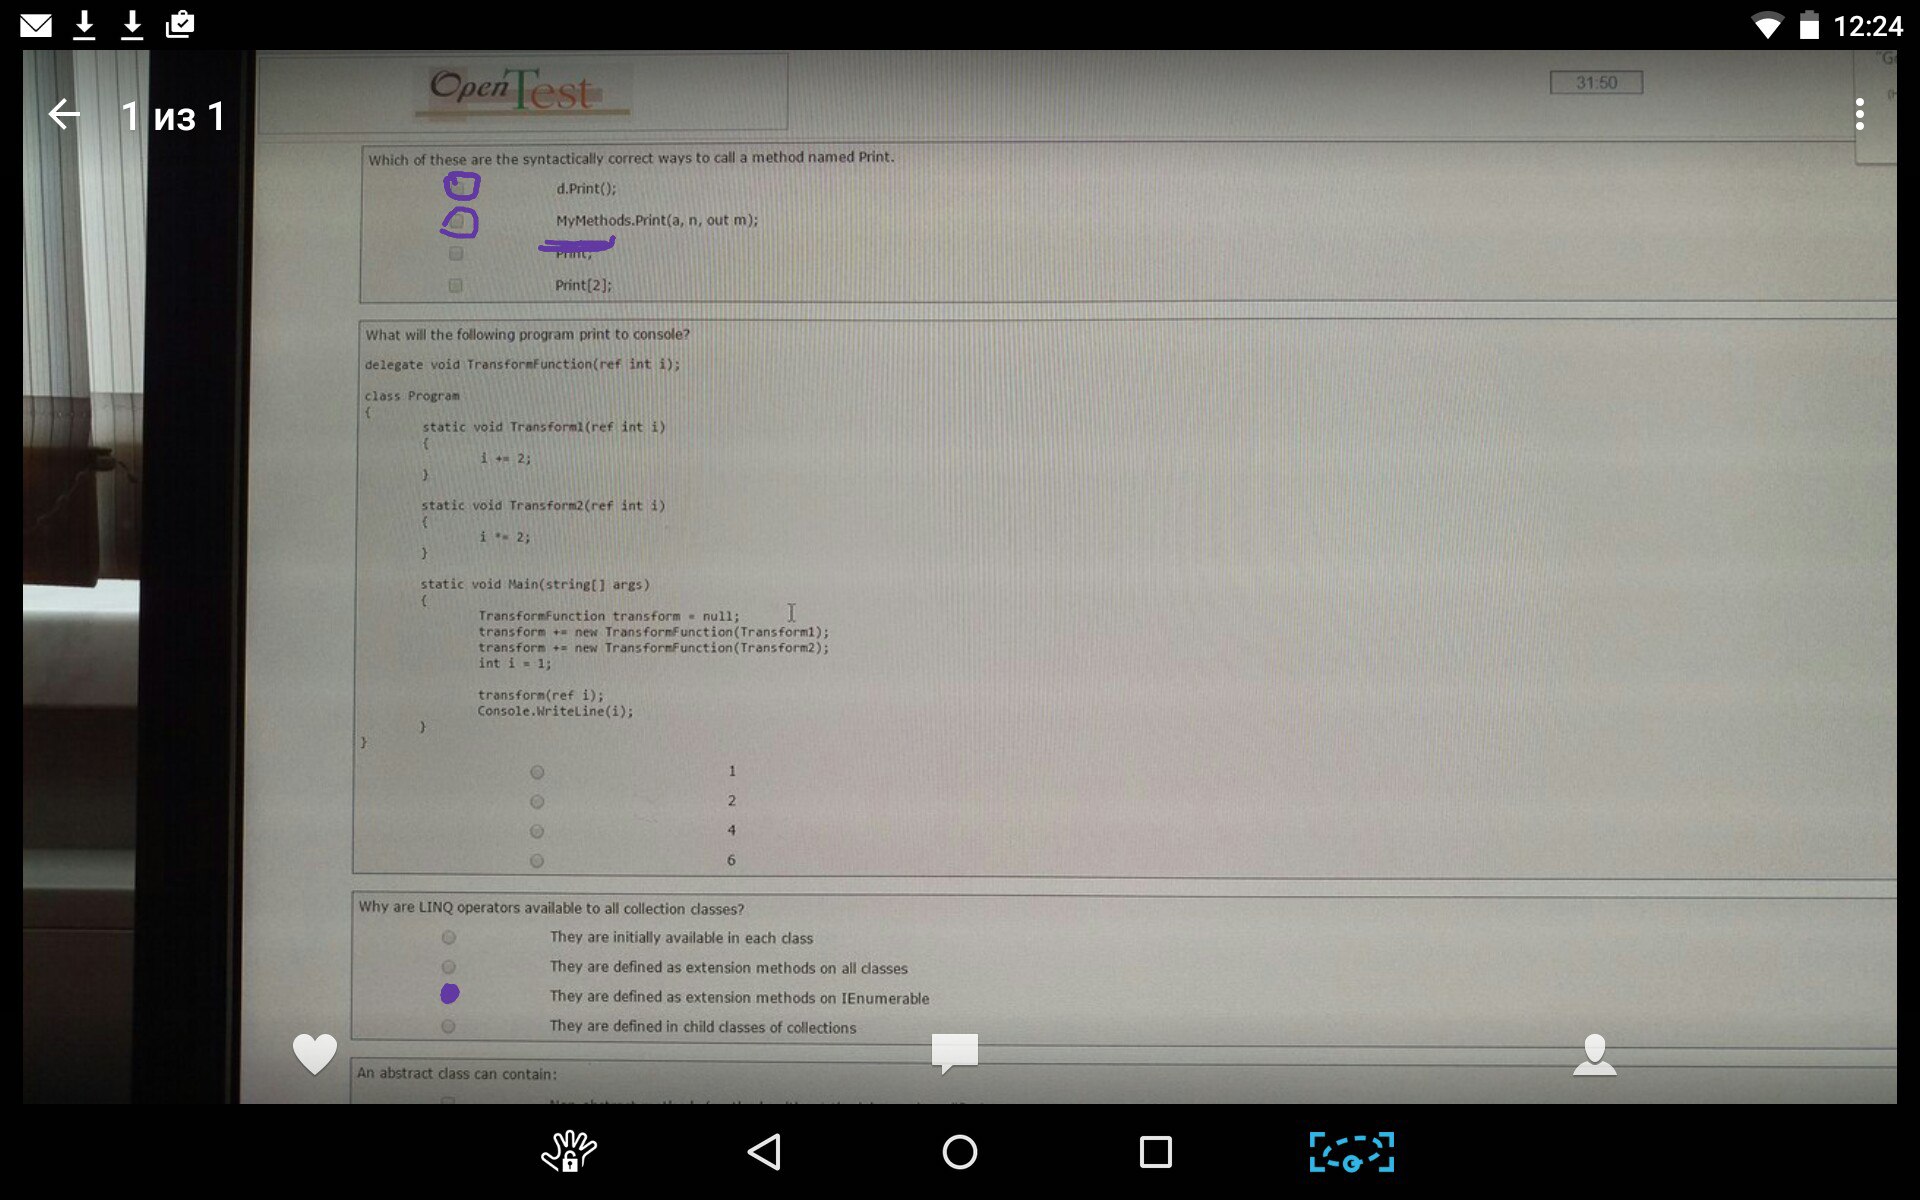 12:24
1 из 1
OpenTest
31:50
Which of these are the syntactically correct ways to call a method named Print.
d.Print();
MyMethods.Print(a, n, out m);
Print;
Print[2];
What will the following program print to console?
delegate void TransformFunction(ref int i);
class Program
{
static void Transform1(ref int i)
{
i += 2;
}
static void Transform2(ref int i)
{
i *= 2;
}
static void Main(string[] args)
{
TransformFunction transform = null;
transform += new TransformFunction(Transform1);
transform += new TransformFunction(Transform2);
int i = 1;
transform(ref i);
Console.WriteLine(i);
}
}
1
2
4
6
Why are LINQ operators available to all collection classes?
They are initially available in each class
They are defined as extension methods on all classes
They are defined as extension methods on IEnumerable
They are defined in child classes of collections
An abstract class can contain: